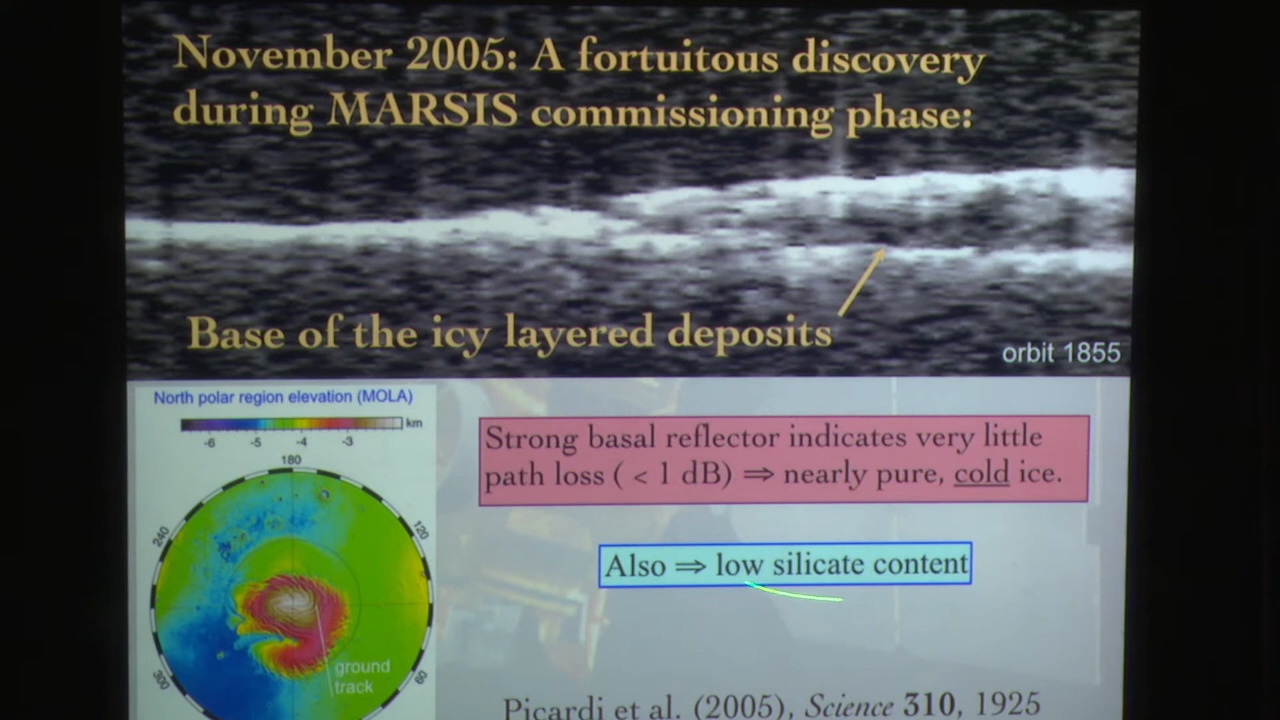 November 2005: A fortuitous discovery
during MARSIS commissioning phase:
Base of the icy layered deposits
orbit 1855
North polar region elevation (MOLA)
km
-6 -5 -4 -3
180
240
120
300
60
ground
track
Strong basal reflector indicates very little
path loss ( < 1 dB) ⇒ nearly pure, cold ice.
Also ⇒ low silicate content
Picardi et al. (2005), Science 310, 1925